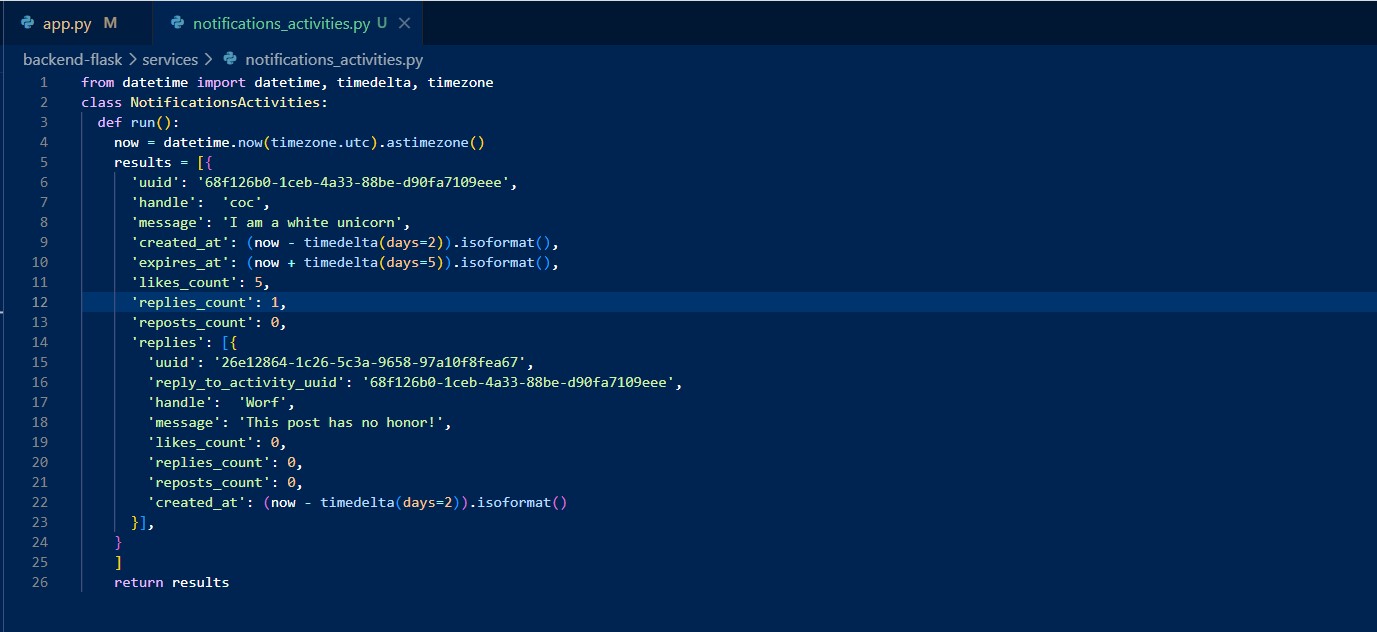 app.py M notifications_activities.py U
backend-flask > services > notifications_activities.py
1 from datetime import datetime, timedelta, timezone
2 class NotificationsActivities:
3   def run():
4     now = datetime.now(timezone.utc).astimezone()
5     results = [{
6       'uuid': '68f126b0-1ceb-4a33-88be-d90fa7109eee',
7       'handle':  'coc',
8       'message': 'I am a white unicorn',
9       'created_at': (now - timedelta(days=2)).isoformat(),
10       'expires_at': (now + timedelta(days=5)).isoformat(),
11       'likes_count': 5,
12       'replies_count': 1,
13       'reposts_count': 0,
14       'replies': [{
15         'uuid': '26e12864-1c26-5c3a-9658-97a10f8fea67',
16         'reply_to_activity_uuid': '68f126b0-1ceb-4a33-88be-d90fa7109eee',
17         'handle':  'Worf',
18         'message': 'This post has no honor!',
19         'likes_count': 0,
20         'replies_count': 0,
21         'reposts_count': 0,
22         'created_at': (now - timedelta(days=2)).isoformat()
23       }],
24     }
25     ]
26     return results